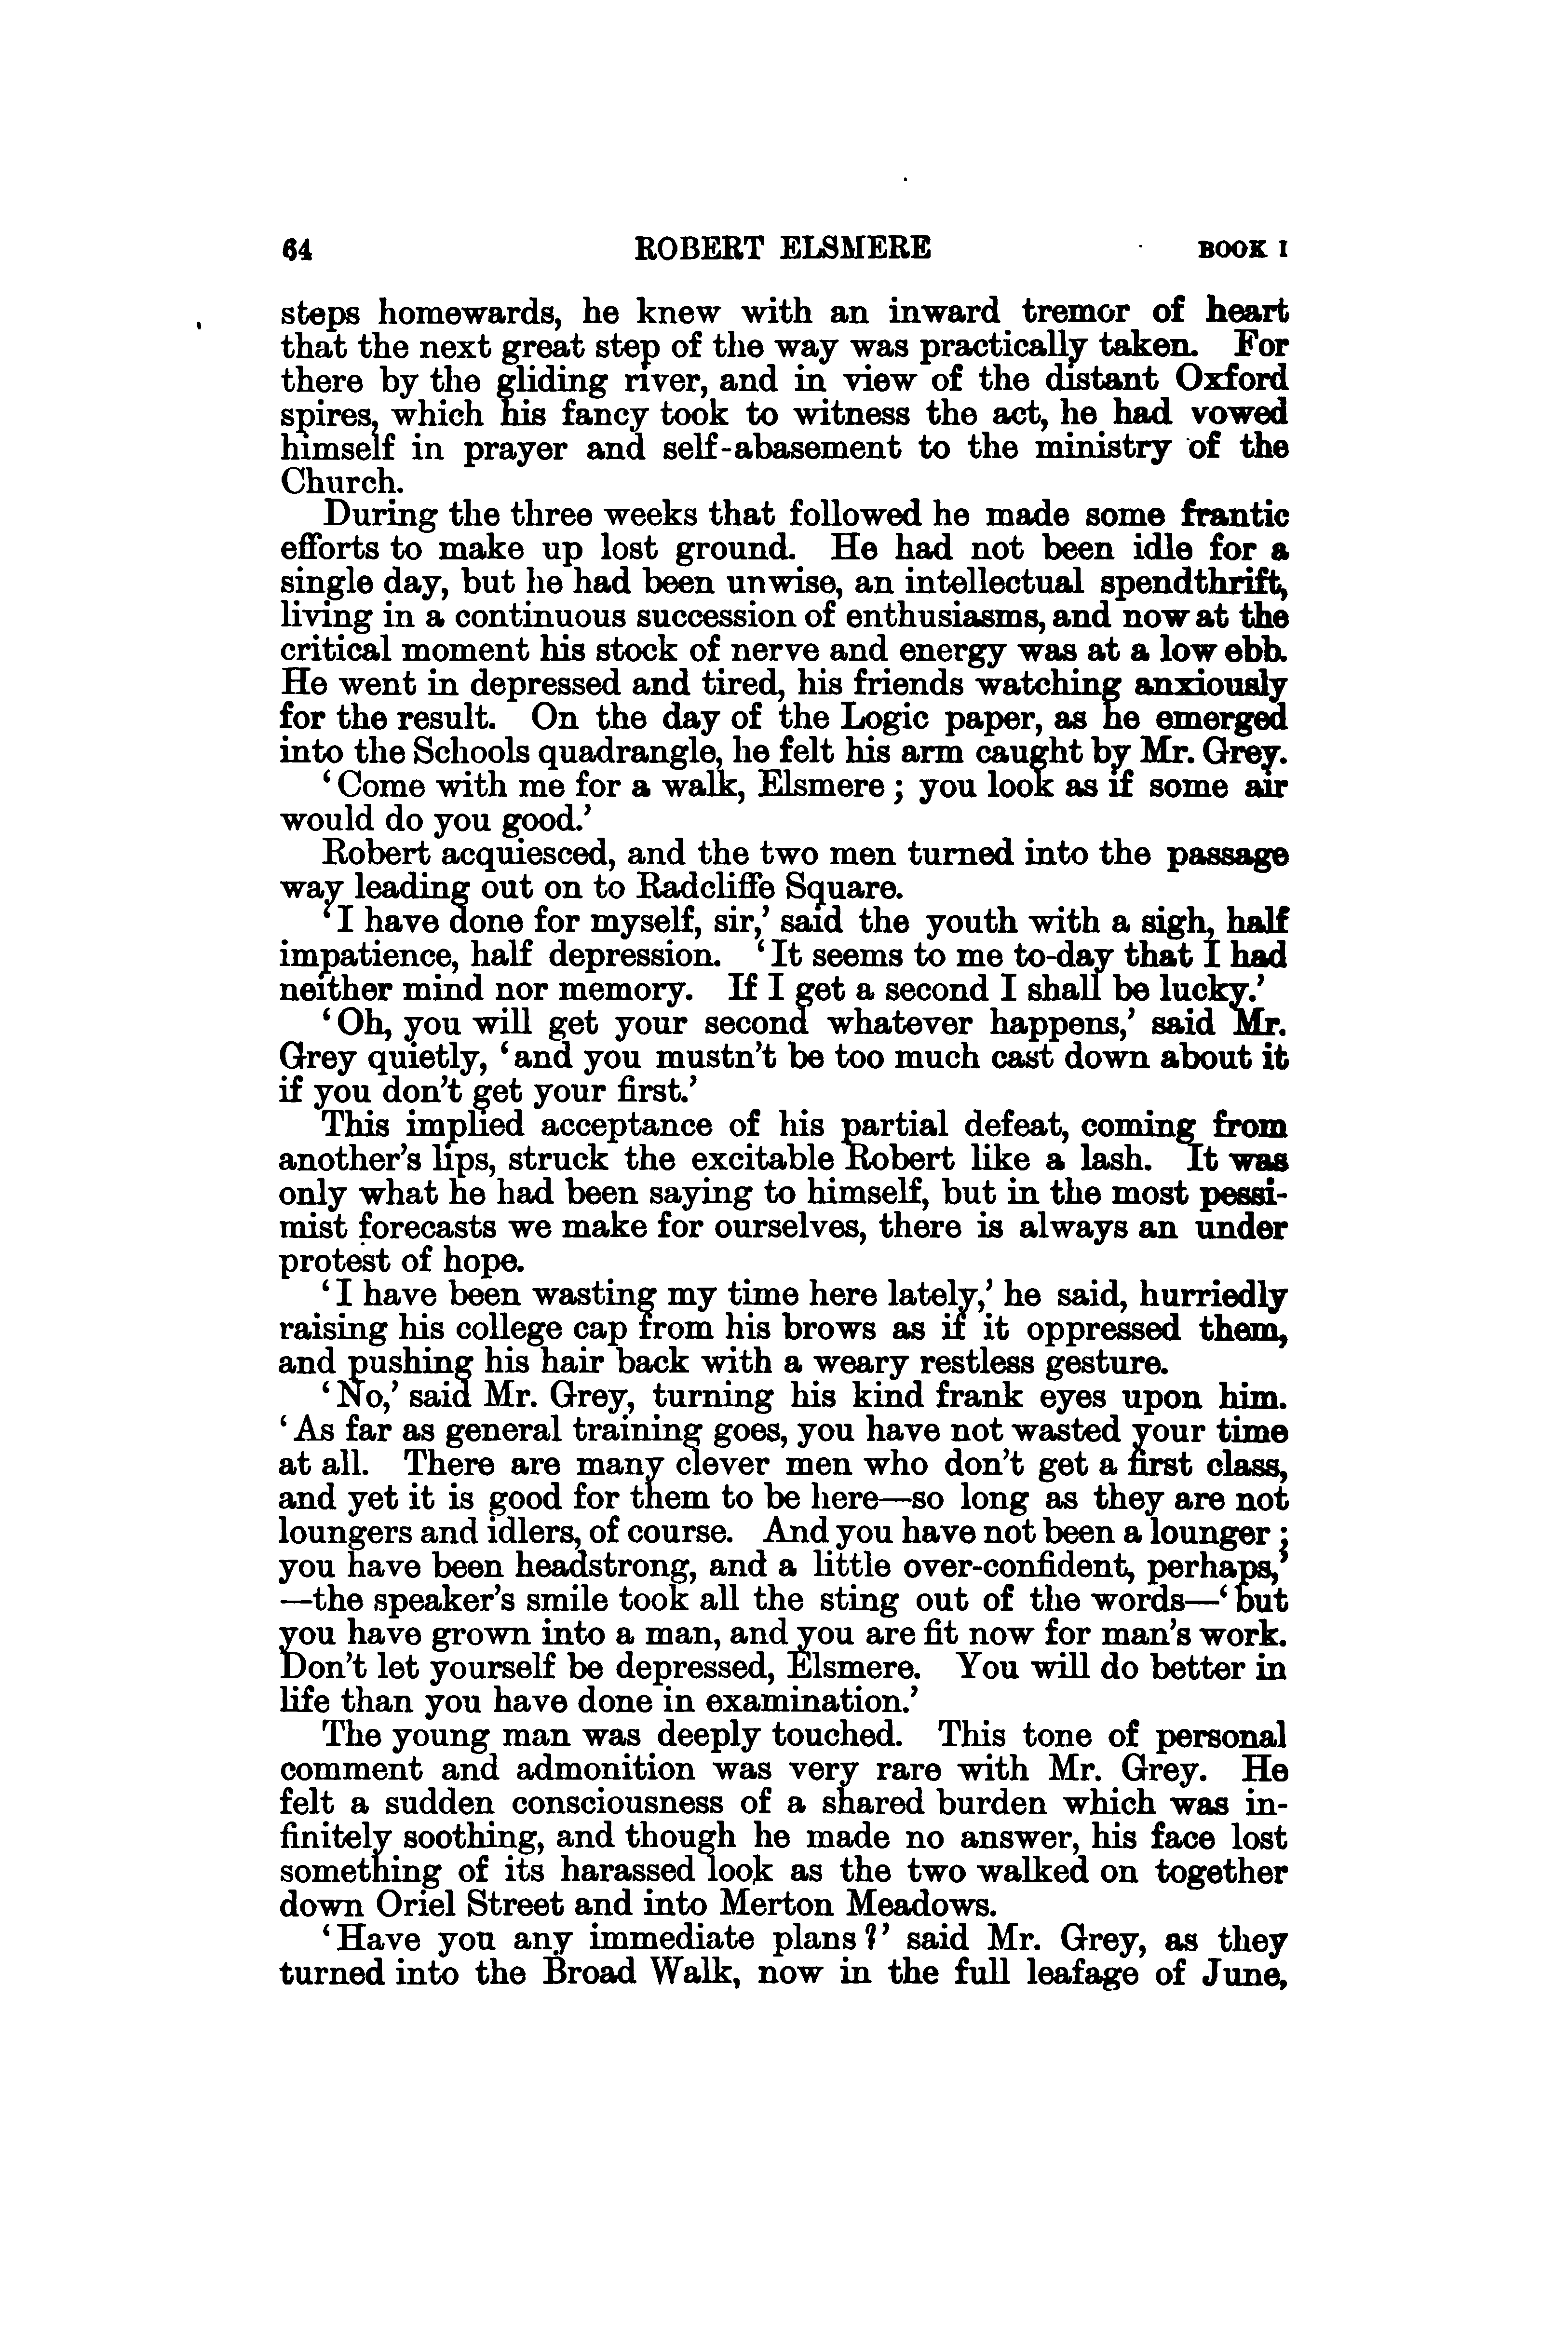 64 ROBERT ELSMERE BOOK I
steps homewards, he knew with an inward tremor of heart
that the next great step of the way was practically taken. For
there by the gliding river, and in view of the distant Oxford
spires, which his fancy took to witness the act, he had vowed
himself in prayer and self-abasement to the ministry of the
Church.
During the three weeks that followed he made some frantic
efforts to make up lost ground. He had not been idle for a
single day, but he had been unwise, an intellectual spendthrift,
living in a continuous succession of enthusiasms, and now at the
critical moment his stock of nerve and energy was at a low ebb.
He went in depressed and tired, his friends watching anxiously
for the result. On the day of the Logic paper, as he emerged
into the Schools quadrangle, he felt his arm caught by Mr. Grey.
‘Come with me for a walk, Elsmere; you look as if some air
would do you good.’
Robert acquiesced, and the two men turned into the passage
way leading out on to Radcliffe Square.
‘I have done for myself, sir,’ said the youth with a sigh, half
impatience, half depression. ‘It seems to me to-day that I had
neither mind nor memory. If I get a second I shall be lucky.’
‘Oh, you will get your second whatever happens,’ said Mr.
Grey quietly, ‘and you mustn’t be too much cast down about it
if you don’t get your first.’
This implied acceptance of his partial defeat, coming from
another’s lips, struck the excitable Robert like a lash. It was
only what he had been saying to himself, but in the most pessi-
mist forecasts we make for ourselves, there is always an under
protest of hope.
‘I have been wasting my time here lately,’ he said, hurriedly
raising his college cap from his brows as if it oppressed them,
and pushing his hair back with a weary restless gesture.
‘No,’ said Mr. Grey, turning his kind frank eyes upon him.
‘As far as general training goes, you have not wasted your time
at all. There are many clever men who don’t get a first class,
and yet it is good for them to be here—so long as they are not
loungers and idlers, of course. And you have not been a lounger;
you have been headstrong, and a little over-confident, perhaps,’
—the speaker’s smile took all the sting out of the words—‘but
you have grown into a man, and you are fit now for man’s work.
Don’t let yourself be depressed, Elsmere. You will do better in
life than you have done in examination.’
The young man was deeply touched. This tone of personal
comment and admonition was very rare with Mr. Grey. He
felt a sudden consciousness of a shared burden which was in-
finitely soothing, and though he made no answer, his face lost
something of its harassed look as the two walked on together
down Oriel Street and into Merton Meadows.
‘Have you any immediate plans?’ said Mr. Grey, as they
turned into the Broad Walk, now in the full leafage of June,